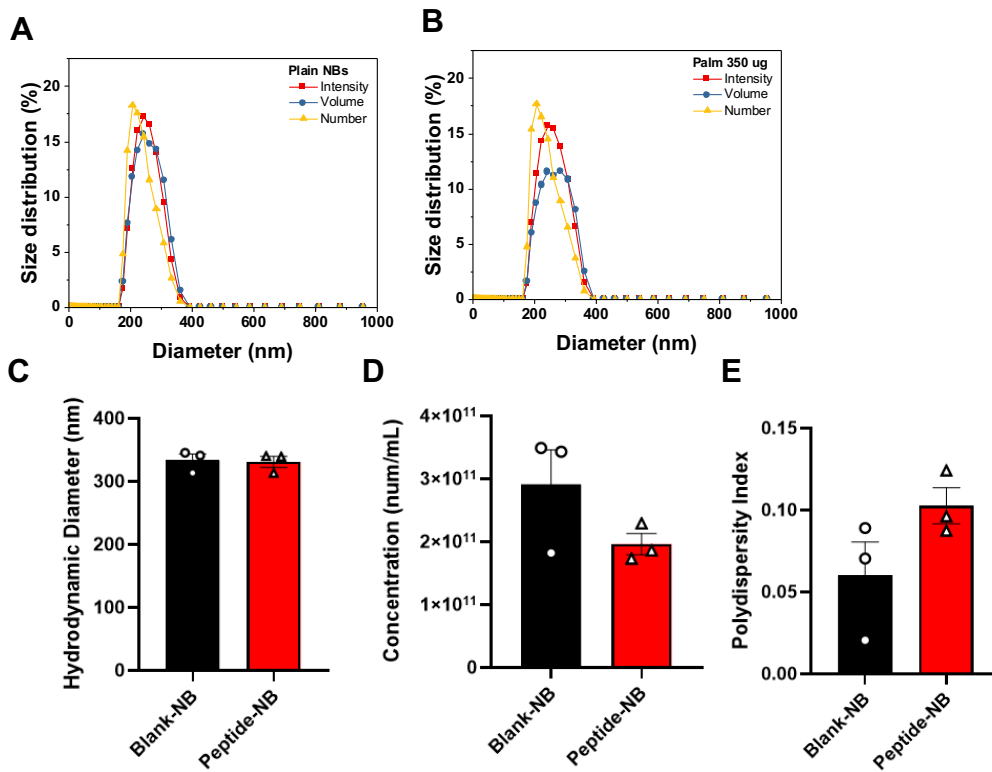 A
Plain NBs
Intensity
Volume
Number
Size distribution (%)
20
15
10
5
0
0 200 400 600 800 1000
Diameter (nm)
B
Palm 350 ug
Intensity
Volume
Number
Size distribution (%)
20
15
10
5
0
0 200 400 600 800 1000
Diameter (nm)
C
Hydrodynamic Diameter (nm)
400
300
200
100
0
Blank-NB
Peptide-NB
D
Concentration (num/mL)
4×10¹¹
3×10¹¹
2×10¹¹
1×10¹¹
0
Blank-NB
Peptide-NB
E
Polydispersity Index
0.15
0.10
0.05
0.00
Blank-NB
Peptide-NB